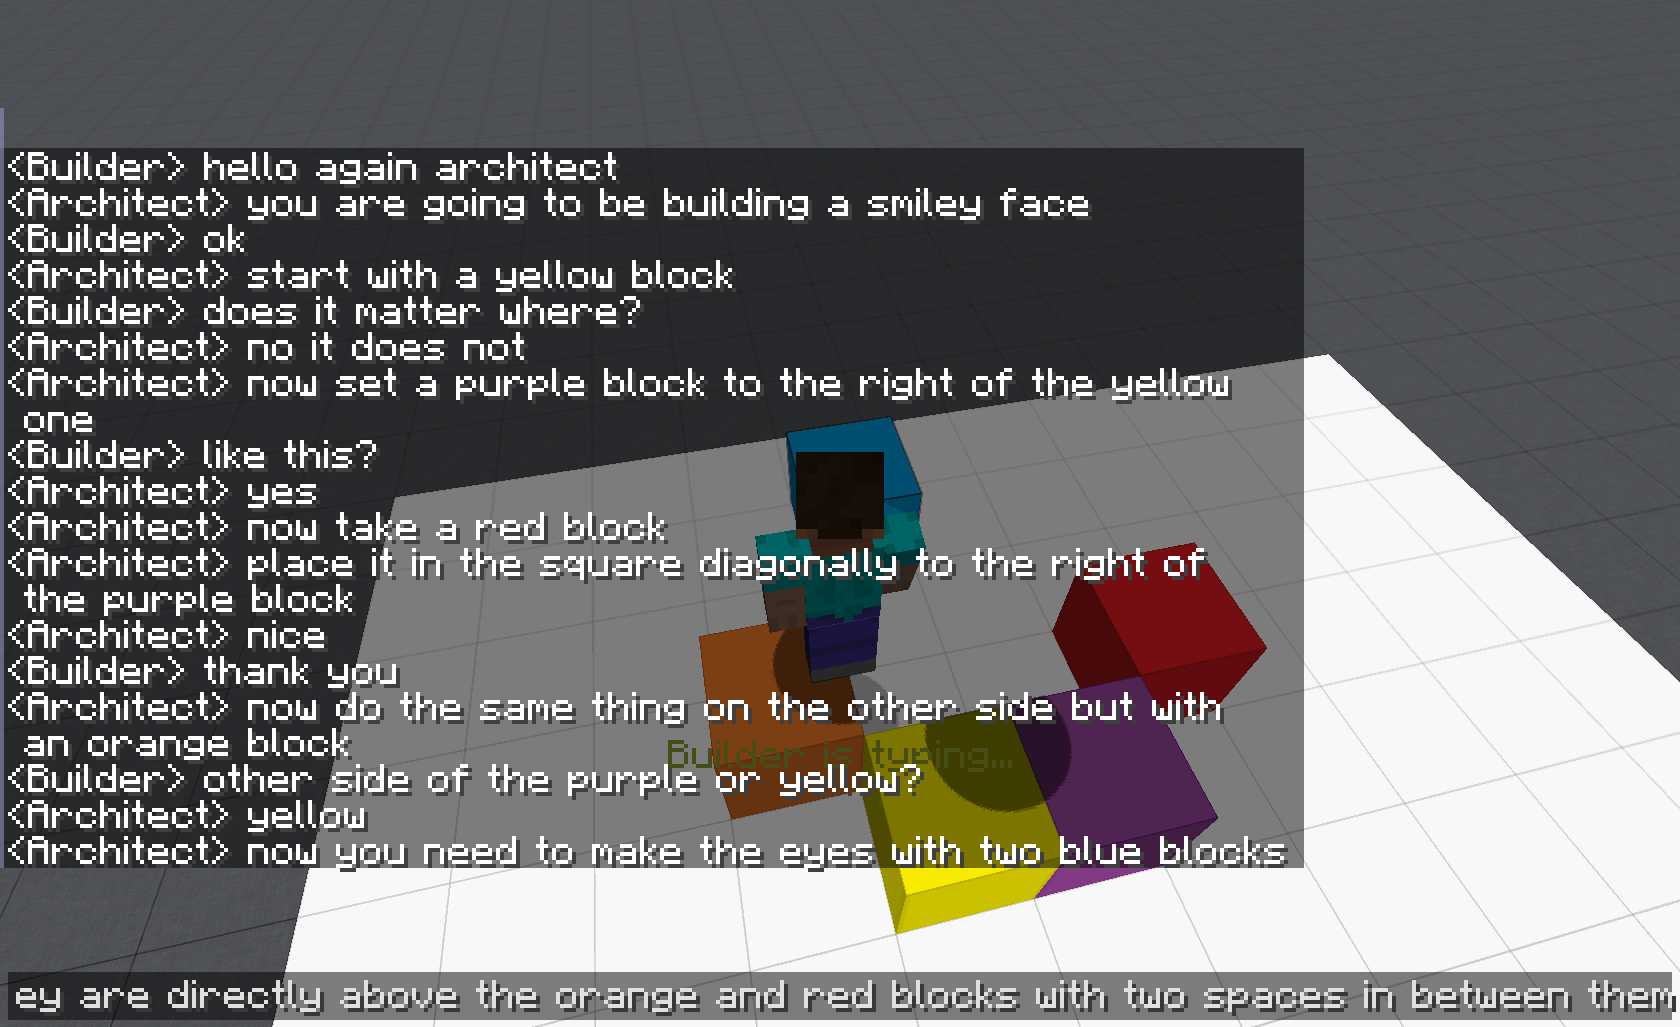 <Builder> hello again architect
<Architect> you are going to be building a smiley face
<Builder> ok
<Architect> start with a yellow block
<Builder> does it matter where?
<Architect> no it does not
<Architect> now set a purple block to the right of the yellow
one
<Builder> like this?
<Architect> yes
<Architect> now take a red block
<Architect> place it in the square diagonally to the right of
the purple block
<Architect> nice
<Builder> thank you
<Architect> now do the same thing on the other side but with
an orange block
Builder is typing...
<Builder> other side of the purple or yellow?
<Architect> yellow
<Architect> now you need to make the eyes with two blue blocks
ey are directly above the orange and red blocks with two spaces in between them